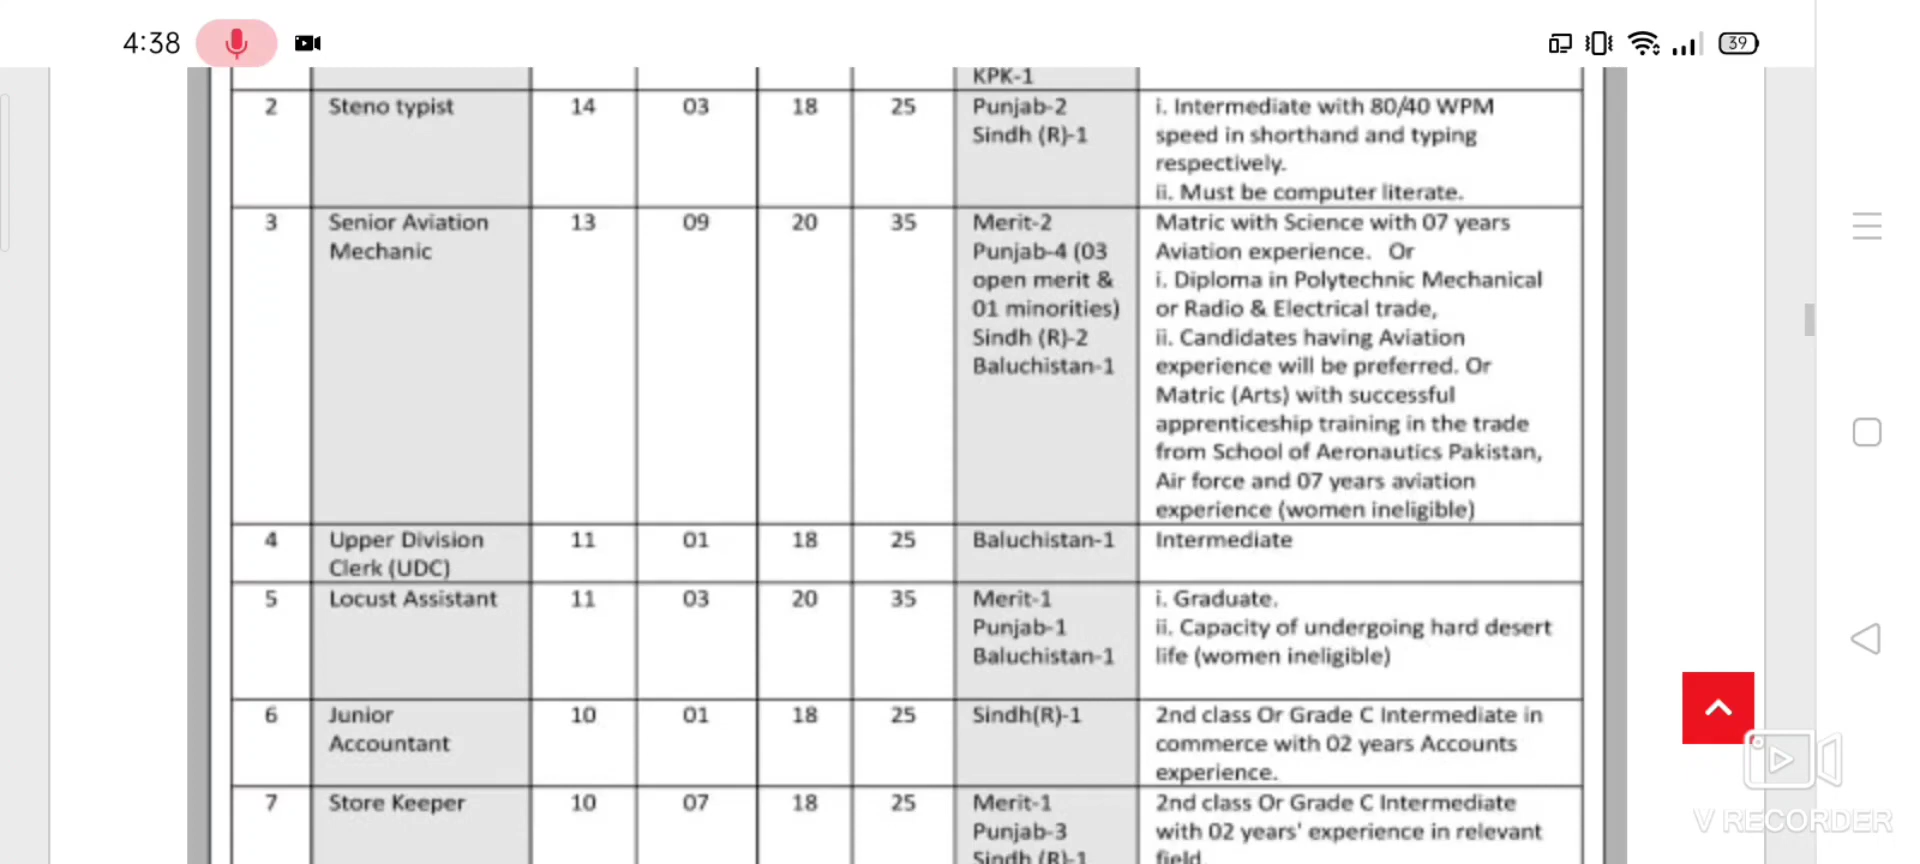 4:38
39
KPK-1
2 Steno typist 14 03 18 25 Punjab-2 i. Intermediate with 80/40 WPM
Sindh (R)-1 speed in shorthand and typing
respectively.
ii. Must be computer literate.
3 Senior Aviation 13 09 20 35 Merit-2 Matric with Science with 07 years
Mechanic Punjab-4 (03 Aviation experience. Or
open merit & i. Diploma in Polytechnic Mechanical
01 minorities) or Radio & Electrical trade,
Sindh (R)-2 ii. Candidates having Aviation
Baluchistan-1 experience will be preferred. Or
Matric (Arts) with successful
apprenticeship training in the trade
from School of Aeronautics Pakistan,
Air force and 07 years aviation
experience (women ineligible)
4 Upper Division 11 01 18 25 Baluchistan-1 Intermediate
Clerk (UDC)
5 Locust Assistant 11 03 20 35 Merit-1 i. Graduate.
Punjab-1 ii. Capacity of undergoing hard desert
Baluchistan-1 life (women ineligible)
6 Junior 10 01 18 25 Sindh(R)-1 2nd class Or Grade C Intermediate in
Accountant commerce with 02 years Accounts
experience.
7 Store Keeper 10 07 18 25 Merit-1 2nd class Or Grade C Intermediate
Punjab-3 with 02 years' experience in relevant
Sindh (R)-1 field.
V RECORDER